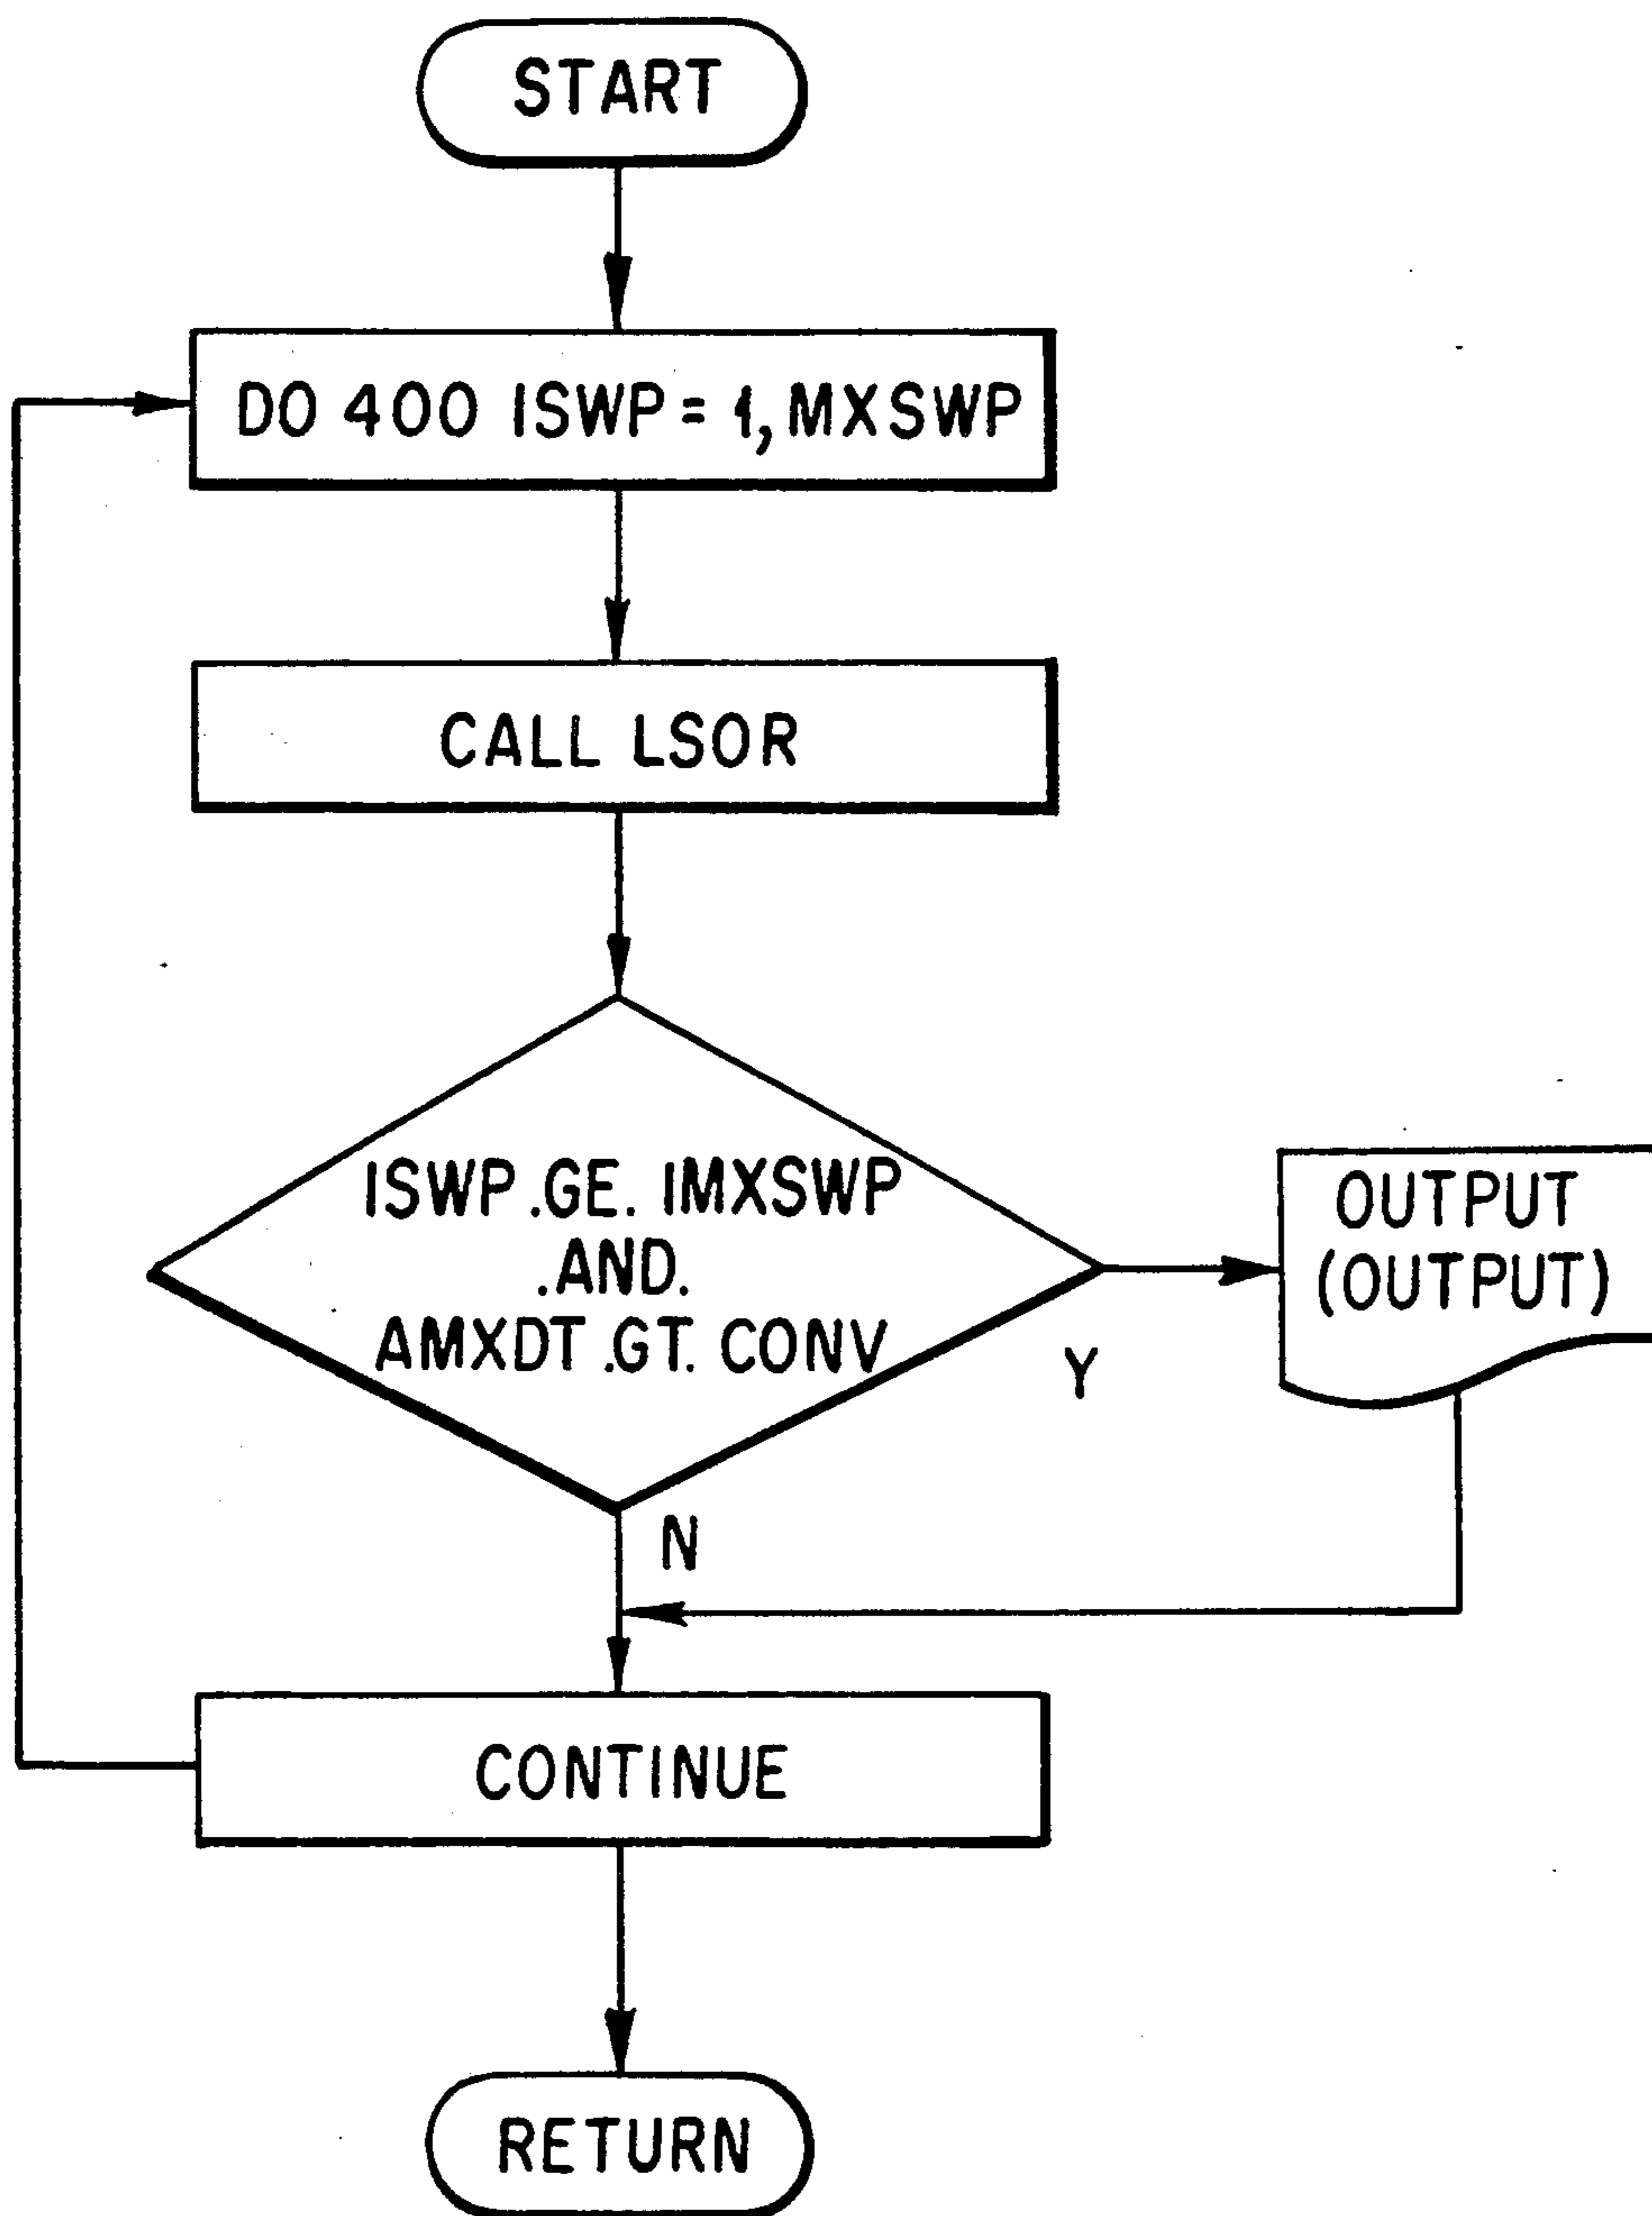 START
DO 400 ISWP = 1, MXSWP
CALL LSOR
ISWP .GE. IMXSWP
.AND.
AMXDT .GT. CONV
Y
OUTPUT
(OUTPUT)
N
CONTINUE
RETURN